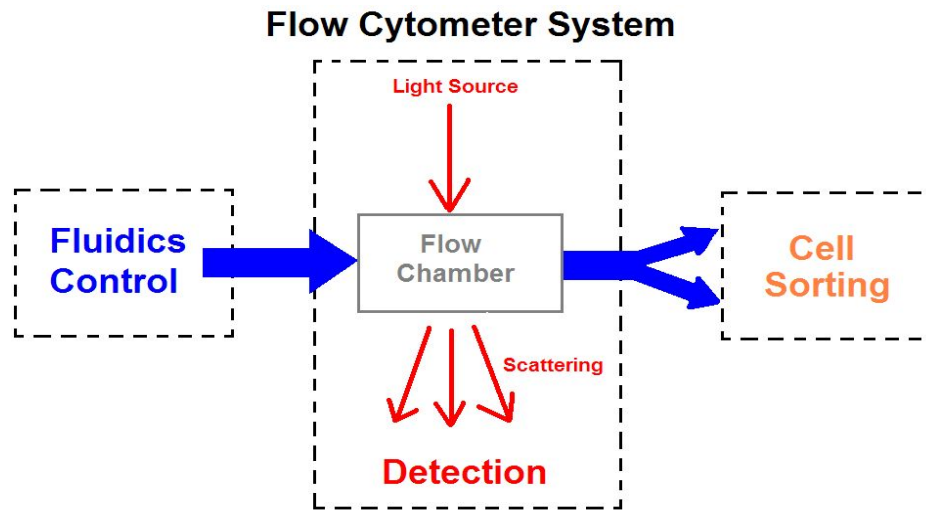 Flow Cytometer System
Light Source
Fluidics
Control
Flow
Chamber
Cell
Sorting
Scattering
Detection